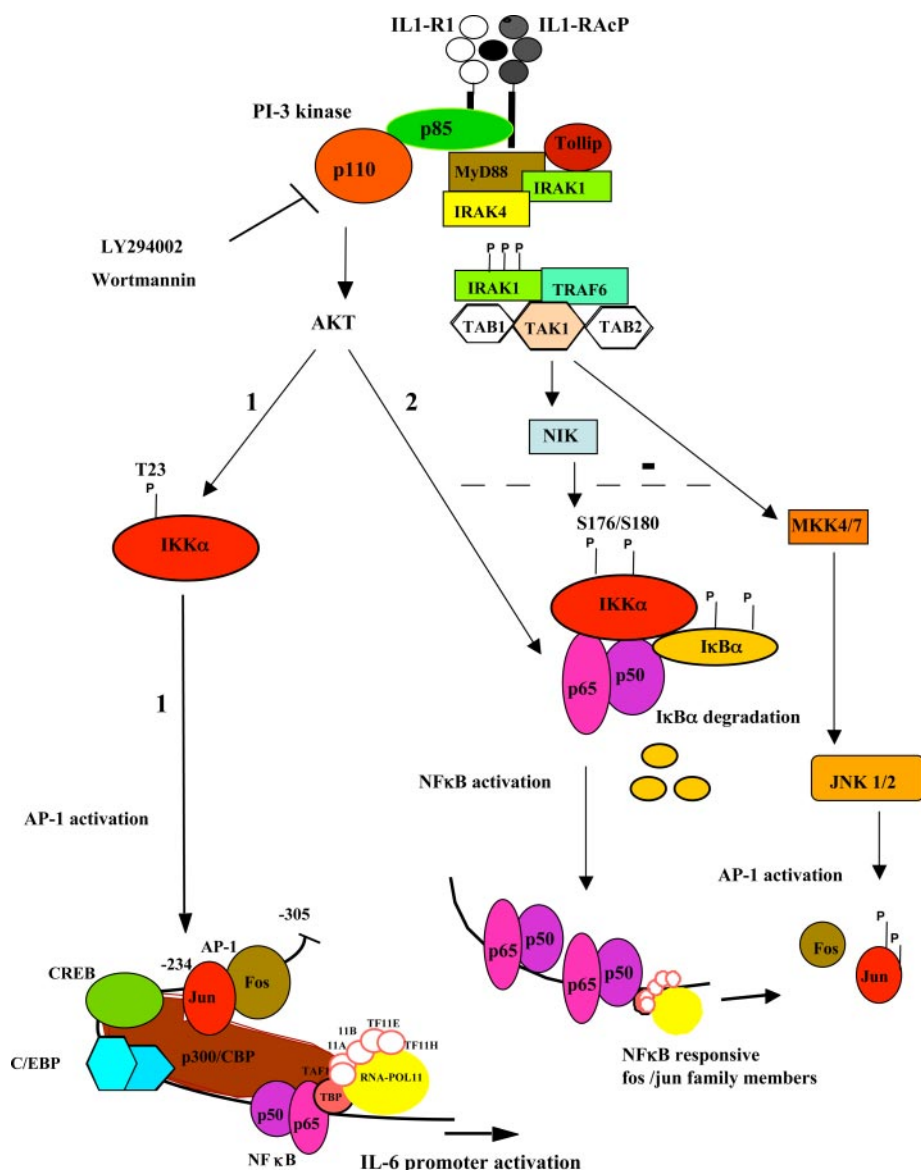 IL1-R1 IL1-RAcP
PI-3 kinase
p85
p110
Tollip
MyD88
IRAK1
IRAK4
LY294002
Wortmannin
P P P
IRAK1 TRAF6
TAB1 TAK1 TAB2
AKT
1
2
NIK
T23
P
IKKα
S176/S180
P P
MKK4/7
IKKα
P P
IκBα
p65 p50
IκBα degradation
1
NFκB activation
JNK 1/2
AP-1 activation
AP-1 activation
-305
AP-1
-234
CREB
Jun
Fos
p65 p50
p65 p50
P
P
Fos
Jun
C/EBP
p300/CBP
11B TF11E
11A TF11H
TAF1
TBP
RNA-POL11
p50 p65
NFκB
NFκB responsive
fos /jun family members
IL-6 promoter activation